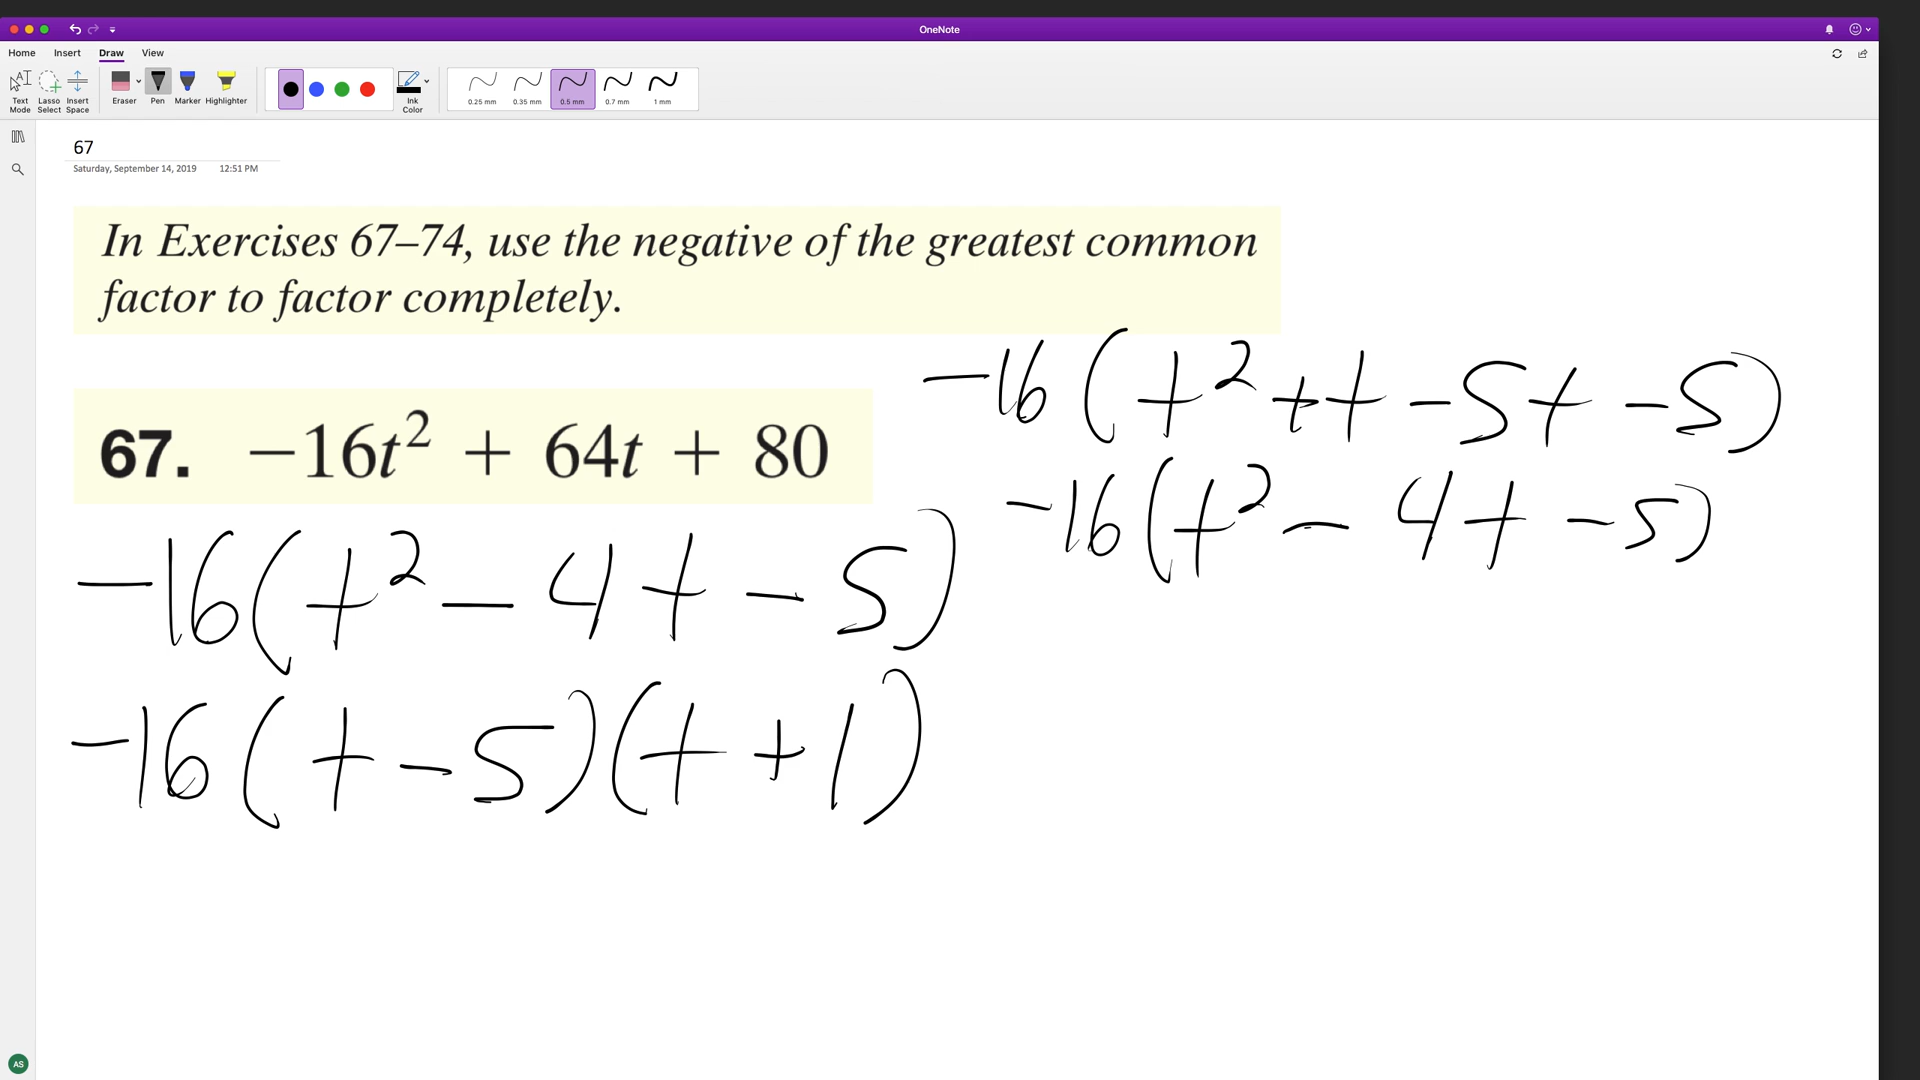 OneNote
Home Insert Draw View
Text Mode Lasso Select Insert Space Eraser Pen Marker Highlighter Ink Color 0.25 mm 0.35 mm 0.5 mm 0.7 mm 1 mm
67
Saturday, September 14, 2019 12:51 PM
In Exercises 67–74, use the negative of the greatest common
factor to factor completely.
67. −16t² + 64t + 80
−16(t² − 4t − 5)
−16(t − 5)(t + 1)
−16(t² + t − 5t − 5)
−16(t² − 4t − 5)
AS